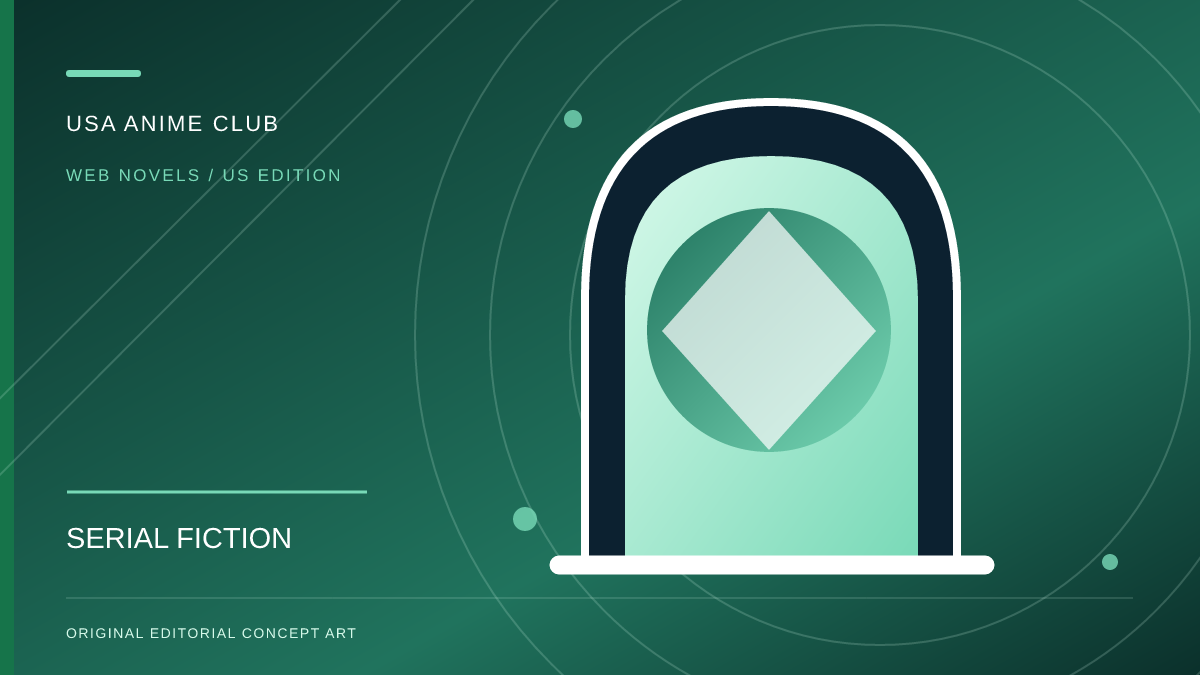 USA ANIME CLUB
WEB NOVELS / US EDITION
SERIAL FICTION
ORIGINAL EDITORIAL CONCEPT ART